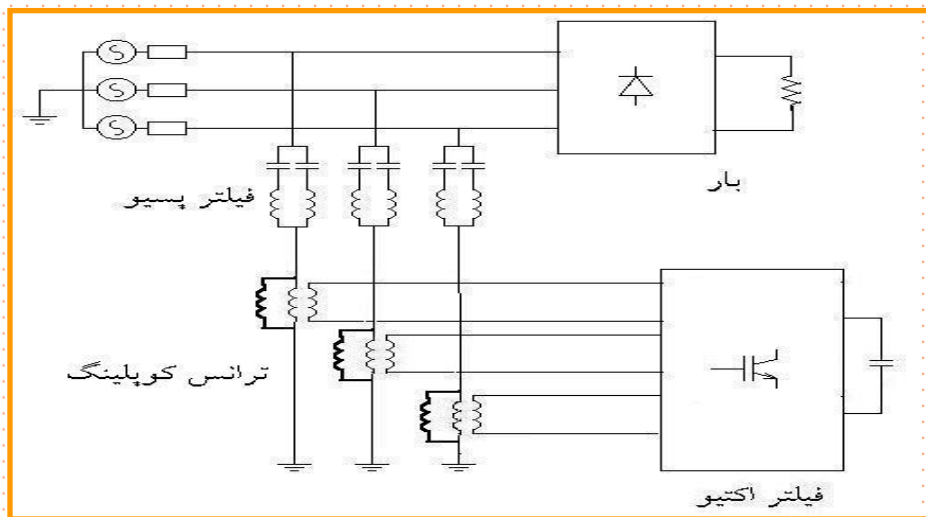 بار
فیلتر پسیو
ترانس کوپلینگ
فیلتر اکتیو